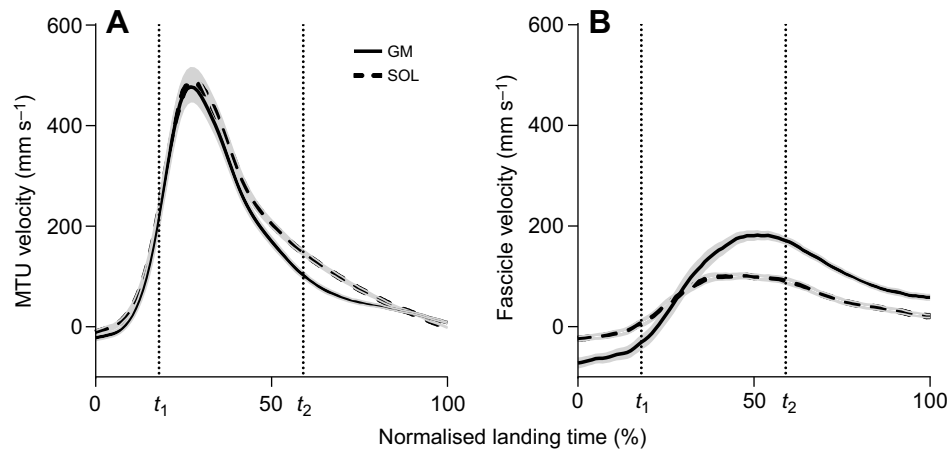 A
B
600
400
200
0
MTU velocity (mm s⁻¹)
GM
SOL
0
t₁
50
t₂
100
600
400
200
0
Fascicle velocity (mm s⁻¹)
0
t₁
50
t₂
100
Normalised landing time (%)